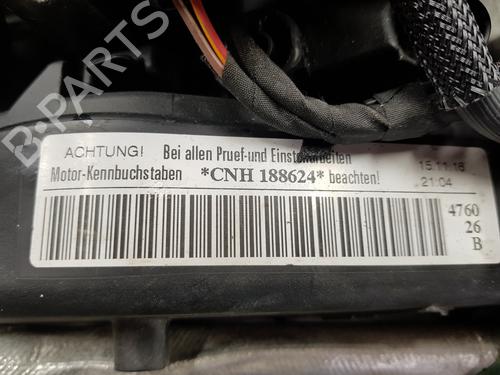 ACHTUNG! Bei allen Pruef-und Einstellarbeiten
Motor-Kennbuchstaben *CNH 188624* beachten!
15.11.16
21:04
4760
26
B
B-PARTS